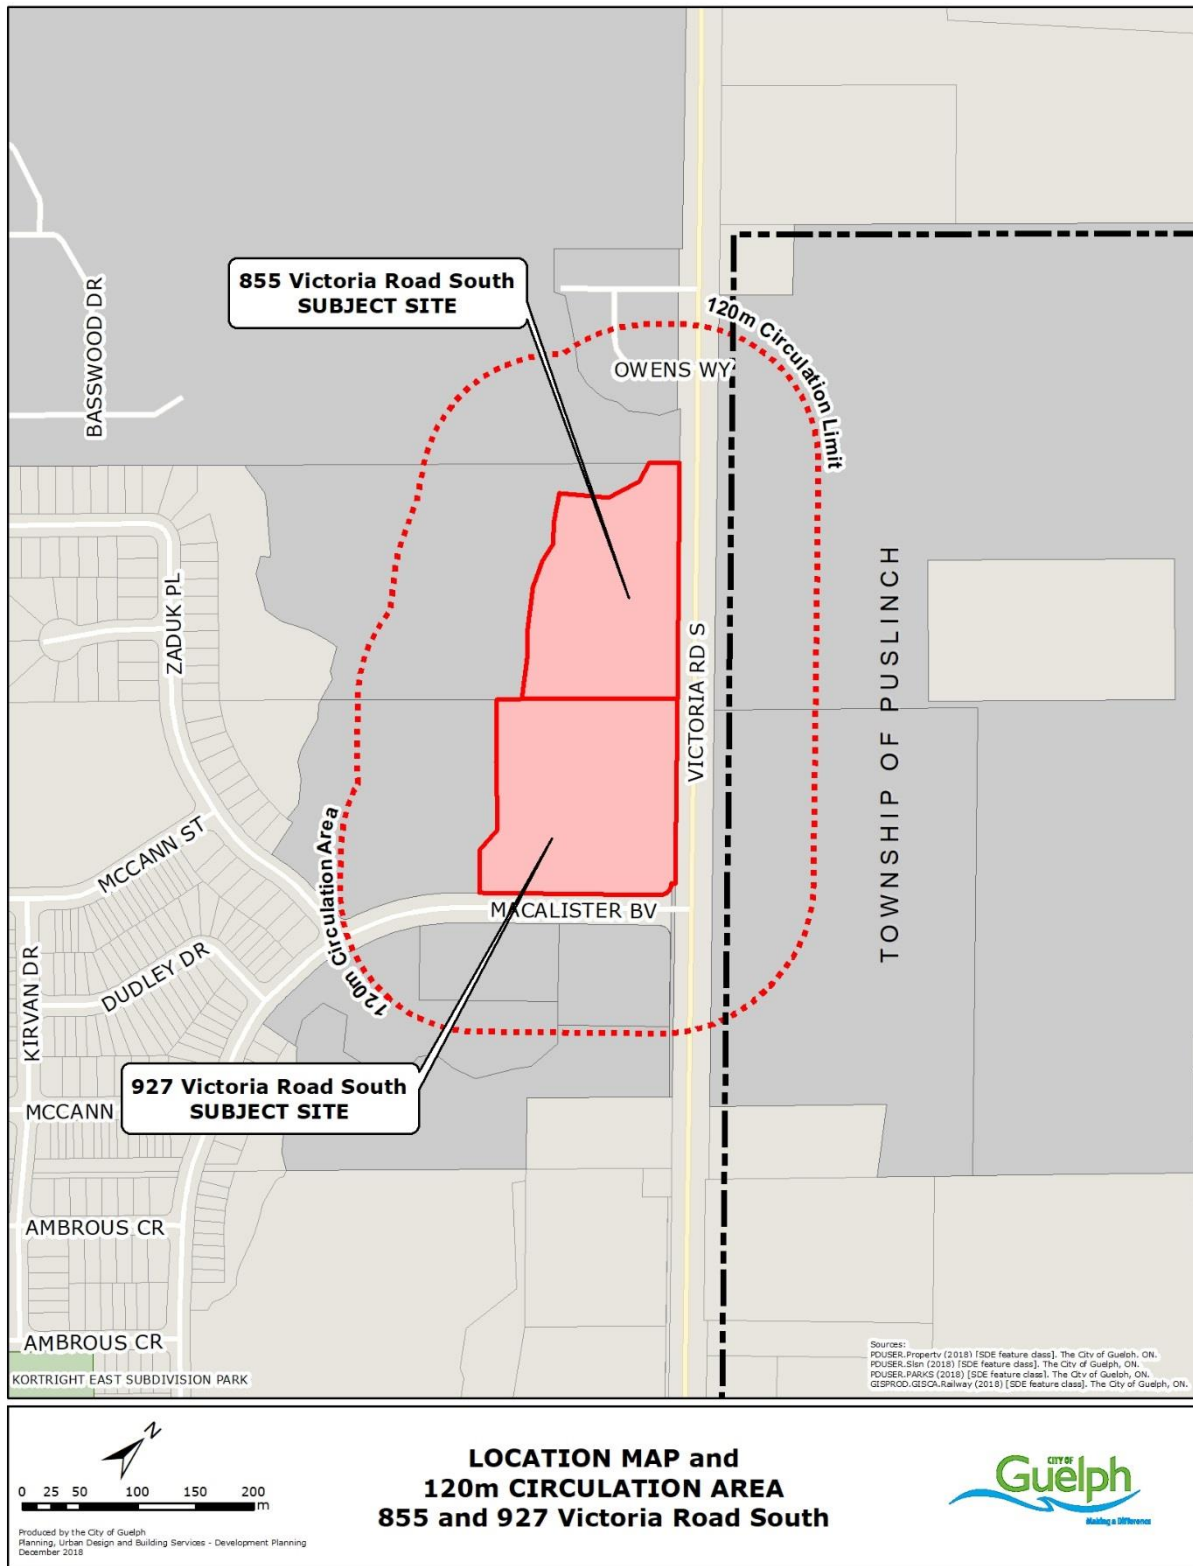 855 Victoria Road South
SUBJECT SITE
BASSWOOD DR
120m Circulation Limit
OWENS WY
ZADUK PL
VICTORIA RD S
TOWNSHIP OF PUSLINCH
MCCANN ST
120m Circulation Area
MACALISTER BV
DUDLEY DR
KIRVAN DR
927 Victoria Road South
SUBJECT SITE
MCCANN
AMBROUS CR
AMBROUS CR
KORTRIGHT EAST SUBDIVISION PARK
Sources:
PDUSER.Property (2018) [SDE feature class]. The City of Guelph, ON.
PDUSER.Slsn (2018) [SDE feature class]. The City of Guelph, ON.
PDUSER.PARKS (2018) [SDE feature class]. The City of Guelph, ON.
GISPROD.GISCA.Railway (2018) [SDE feature class]. The City of Guelph, ON.
N
0 25 50 100 150 200
m
Produced by the City of Guelph
Planning, Urban Design and Building Services - Development Planning
December 2018
LOCATION MAP and
120m CIRCULATION AREA
855 and 927 Victoria Road South
CITY OF
Guelph
Making a Difference